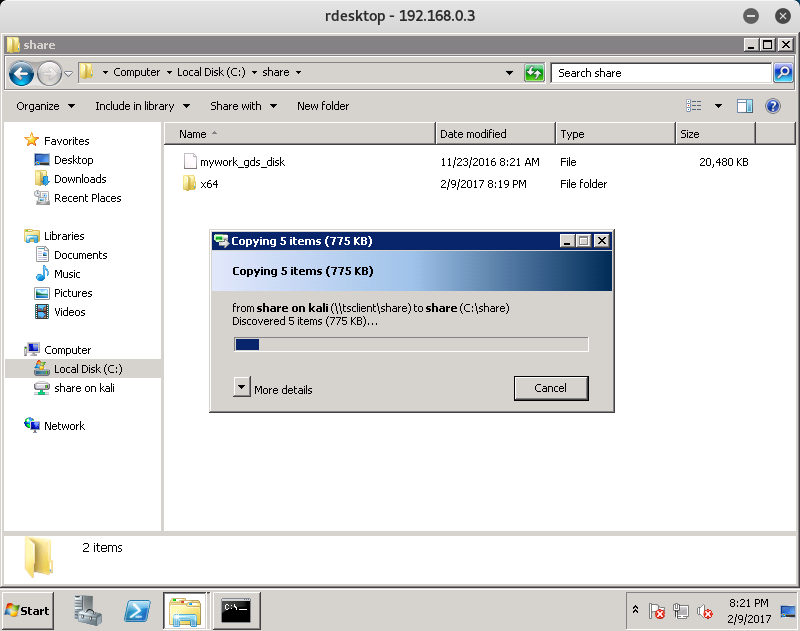 rdesktop - 192.168.0.3
share
Computer Local Disk (C:) share Search share
Organize Include in library Share with New folder
Name Date modified Type Size
mywork_gds_disk 11/23/2016 8:21 AM File 20,480 KB
x64 2/9/2017 8:19 PM File folder
Favorites
Desktop
Downloads
Recent Places
Libraries
Documents
Music
Pictures
Videos
Computer
Local Disk (C:)
share on kali
Network
Copying 5 items (775 KB)
Copying 5 items (775 KB)
from share on kali (\\tsclient\share) to share (C:\share)
Discovered 5 items (775 KB)...
More details Cancel
2 items
Start C:\. 8:21 PM
2/9/2017